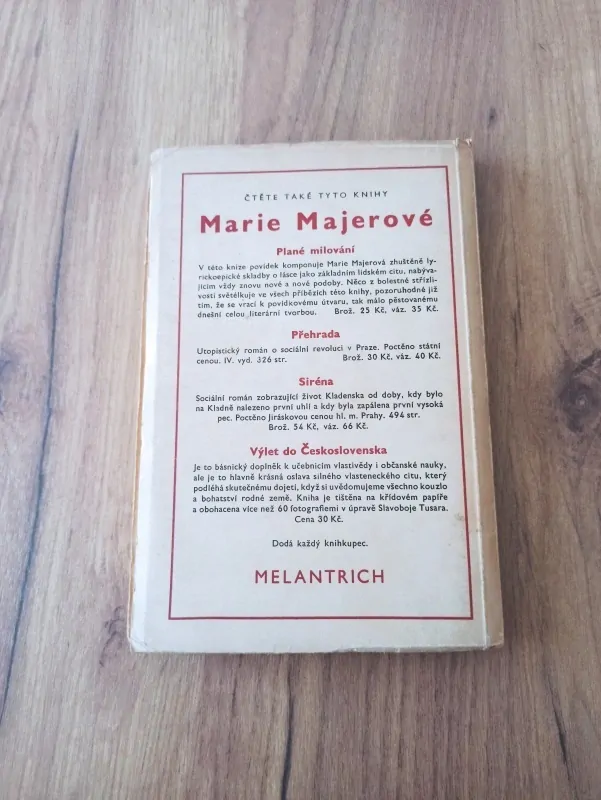 ČTĚTE TAKÉ TYTO KNIHY
Marie Majerové
Plané milování
V této knize povídek komponuje Marie Majerová zhuštěně ly-
rickoepické skladby o lásce jako základním lidském citu, nabýva-
jícím vždy znovu nové a nové podoby. Něco z bolestné střízli-
vosti světélkuje ve všech příbězích této knihy, pozoruhodné již
tím, že se vrací k povídkovému útvaru, tak málo pěstovanému
dnešní celou literární tvorbou. Brož. 25 Kč, váz. 35 Kč.
Přehrada
Utopistický román o sociální revoluci v Praze. Poctěno státní
cenou. IV. vyd. 326 str. Brož. 30 Kč, váz. 40 Kč.
Siréna
Sociální román zobrazující život Kladenska od doby, kdy bylo
na Kladně nalezeno první uhlí a kdy byla zapálena první vysoká
pec. Poctěno Jiráskovou cenou hl. m. Prahy. 494 str.
Brož. 54 Kč, váz. 66 Kč.
Výlet do Československa
Je to básnický doplněk k učebnicím vlastivědy i občanské nauky,
ale je to hlavně krásná oslava silného vlasteneckého citu, který
podléhá skutečnému dojetí, když si uvědomujeme všechno kouzlo
a bohatství rodné země. Kniha je tištěna na křídovém papíře
a obohacena více než 60 fotografiemi v úpravě Slavoboje Tusara.
Cena 30 Kč.
Dodá každý knihkupec.
MELANTRICH